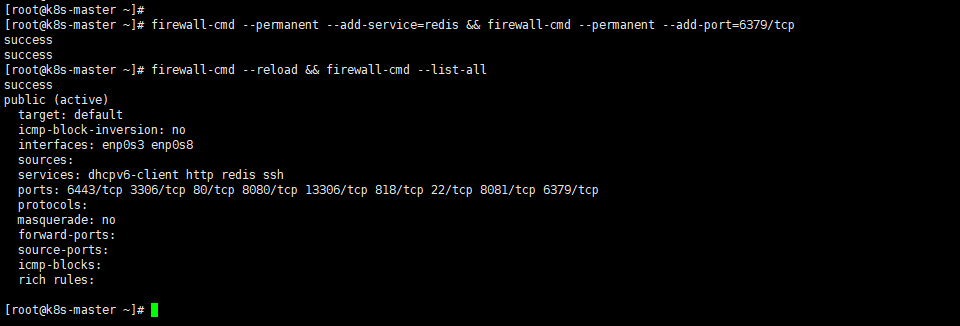 [root@k8s-master ~]#
[root@k8s-master ~]# firewall-cmd --permanent --add-service=redis && firewall-cmd --permanent --add-port=6379/tcp
success
success
[root@k8s-master ~]# firewall-cmd --reload && firewall-cmd --list-all
success
public (active)
  target: default
  icmp-block-inversion: no
  interfaces: enp0s3 enp0s8
  sources:
  services: dhcpv6-client http redis ssh
  ports: 6443/tcp 3306/tcp 80/tcp 8080/tcp 13306/tcp 818/tcp 22/tcp 8081/tcp 6379/tcp
  protocols:
  masquerade: no
  forward-ports:
  source-ports:
  icmp-blocks:
  rich rules:
[root@k8s-master ~]#